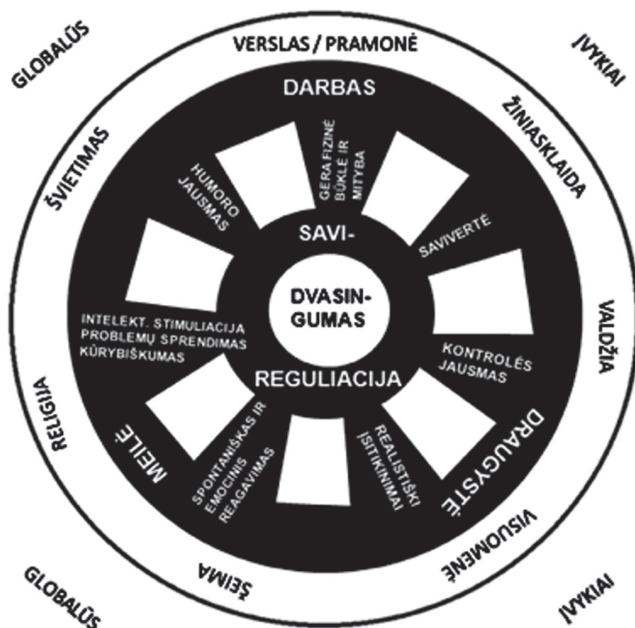 GLOBALŪS
ĮVYKIAI
VERSLAS / PRAMONĖ
ŠVIETIMAS
ŽINIASKLAIDA
DARBAS
HUMORO
JAUSMAS
GERA FIZINĖ
BŪKLĖ IR
MITYBA
SAVIVERTĖ
SAVI-
DVASIN-
GUMAS
REGULIACIJA
INTELEKT. STIMULIACIJA
PROBLEMŲ SPRENDIMAS
KŪRYBIŠKUMAS
KONTROLĖS
JAUSMAS
VALDŽIA
RELIGIJA
MEILĖ
SPONTANIŠKAS IR
EMOCINIS
REAGAVIMAS
REALISTIŠKI
ĮSITIKINIMAI
DRAUGYSTĖ
ŠEIMA
VISUOMENĖ
GLOBALŪS
ĮVYKIAI